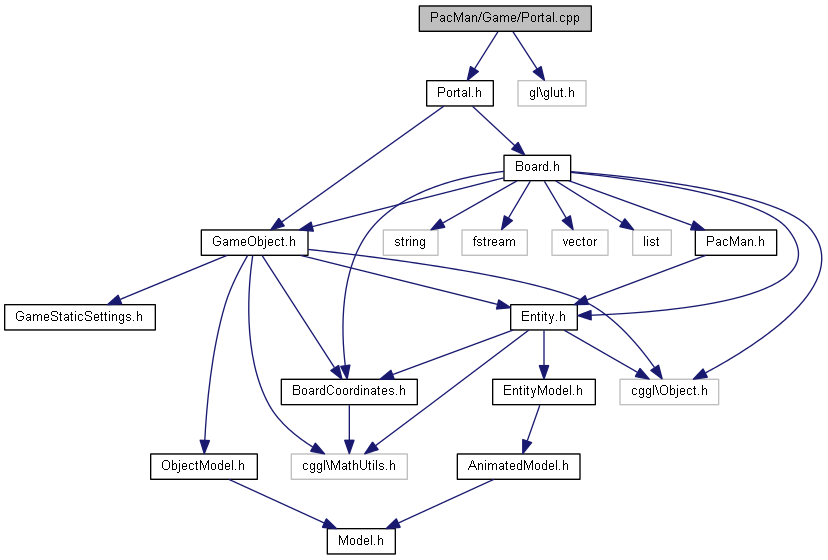 PacMan/Game/Portal.cpp
Portal.h
gl\glut.h
Board.h
GameObject.h
string
fstream
vector
list
PacMan.h
GameStaticSettings.h
Entity.h
BoardCoordinates.h
EntityModel.h
cggl\Object.h
ObjectModel.h
cggl\MathUtils.h
AnimatedModel.h
Model.h